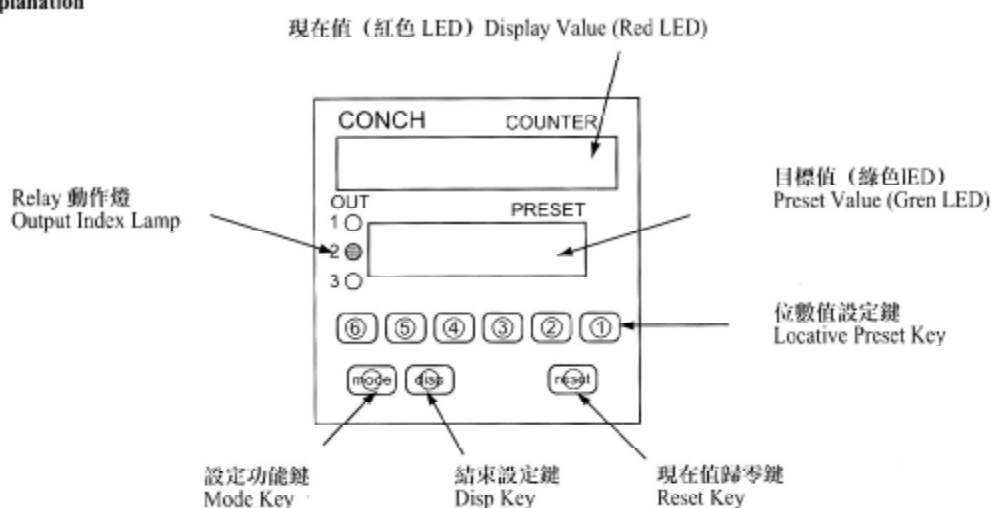 planation
現在值（紅色 LED）Display Value (Red LED)
CONCH COUNTER
Relay 動作燈
Output Index Lamp
目標值（綠色lED）
Preset Value (Gren LED)
OUT PRESET
1
2
3
位數值設定鍵
Locative Preset Key
⑥ ⑤ ④ ③ ② ①
mode disp reset
設定功能鍵
Mode Key
結束設定鍵
Disp Key
現在值歸零鍵
Reset Key